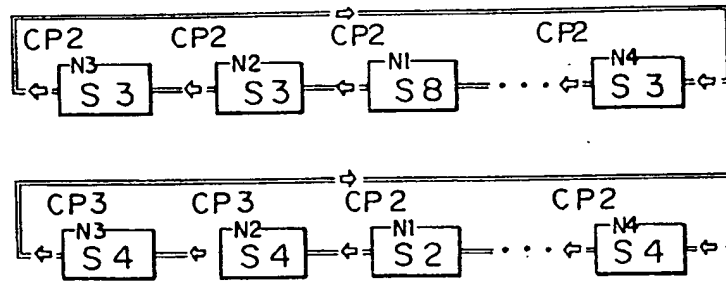 CP2 CP2 CP2 CP2
N3 N2 N1 N4
S3 S3 S8 S3
CP3 CP3 CP2 CP2
N3 N2 N1 N4
S4 S4 S2 S4